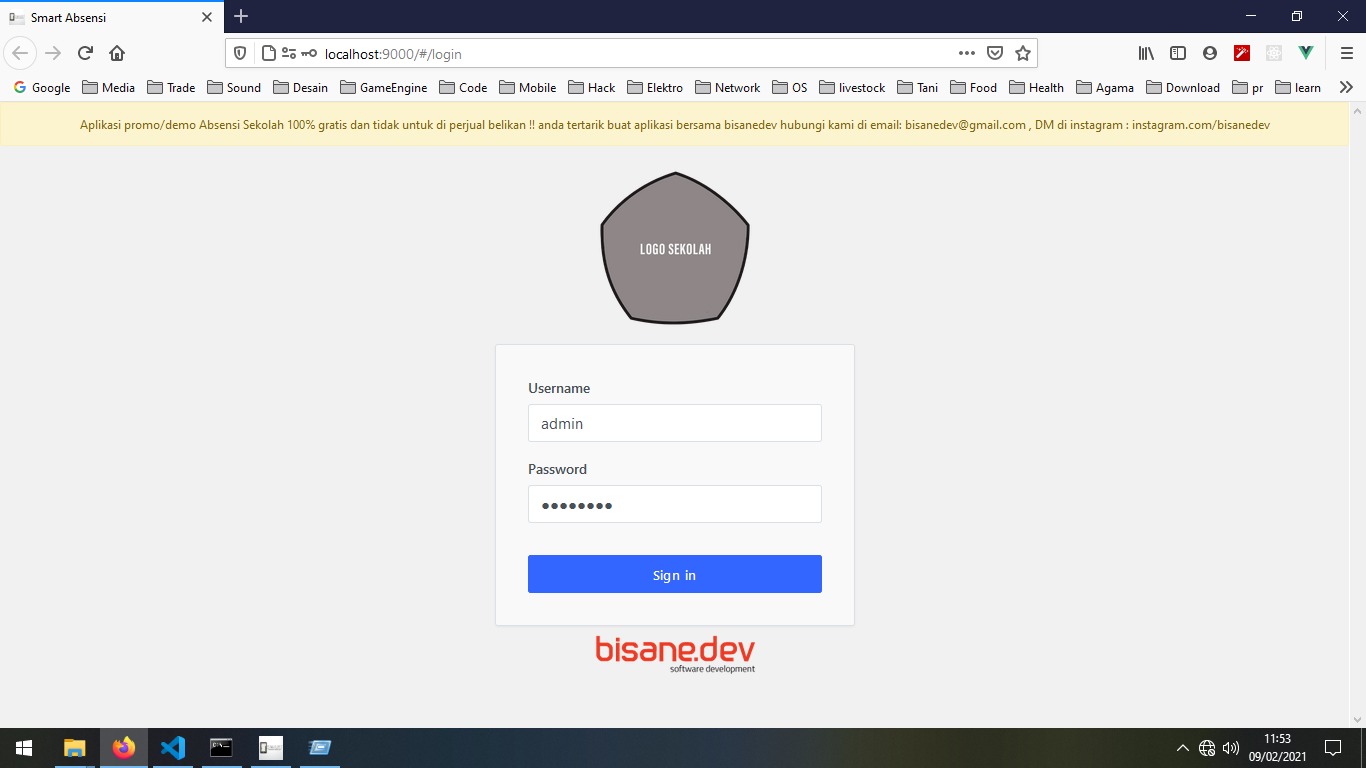 Smart Absensi
localhost:9000/#/login
Google Media Trade Sound Desain GameEngine Code Mobile Hack Elektro Network OS livestock Tani Food Health Agama Download pr learn
Aplikasi promo/demo Absensi Sekolah 100% gratis dan tidak untuk di perjual belikan !! anda tertarik buat aplikasi bersama bisanedev hubungi kami di email: bisanedev@gmail.com , DM di instagram : instagram.com/bisanedev
LOGO SEKOLAH
Username
admin
Password
Sign in
bisane.dev
software development
11:53
09/02/2021